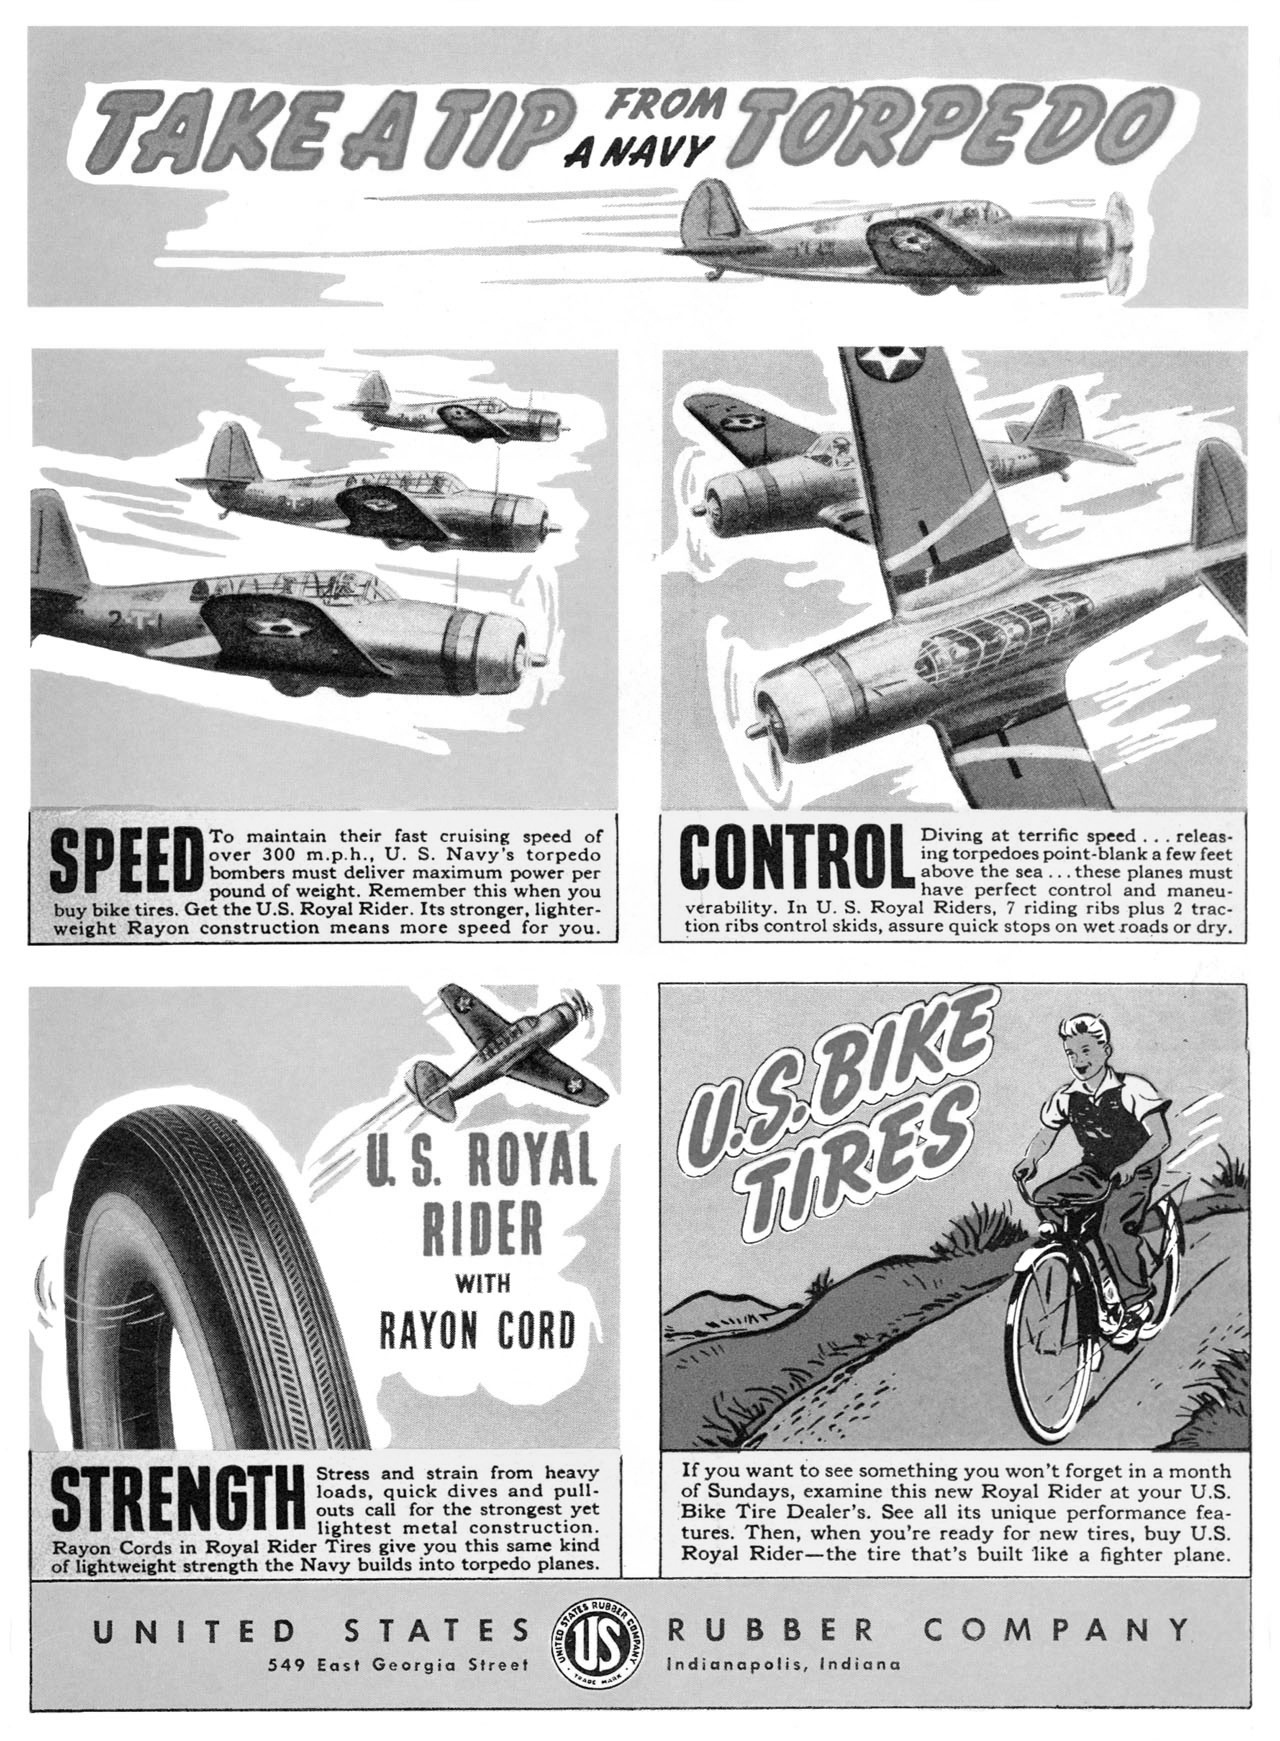 TAKE A TIP FROM A NAVY TORPEDO
2-T-1
SPEED To maintain their fast cruising speed of
over 300 m.p.h., U. S. Navy's torpedo
bombers must deliver maximum power per
pound of weight. Remember this when you
buy bike tires. Get the U.S. Royal Rider. Its stronger, lighter-
weight Rayon construction means more speed for you.
CONTROL Diving at terrific speed ... releas-
ing torpedoes point-blank a few feet
above the sea ... these planes must
have perfect control and maneu-
verability. In U. S. Royal Riders, 7 riding ribs plus 2 trac-
tion ribs control skids, assure quick stops on wet roads or dry.
U. S. ROYAL
RIDER
WITH
RAYON CORD
STRENGTH Stress and strain from heavy
loads, quick dives and pull-
outs call for the strongest yet
lightest metal construction.
Rayon Cords in Royal Rider Tires give you this same kind
of lightweight strength the Navy builds into torpedo planes.
U.S. BIKE
TIRES
If you want to see something you won't forget in a month
of Sundays, examine this new Royal Rider at your U.S.
Bike Tire Dealer's. See all its unique performance fea-
tures. Then, when you're ready for new tires, buy U.S.
Royal Rider—the tire that's built like a fighter plane.
UNITED STATES RUBBER COMPANY
549 East Georgia Street Indianapolis, Indiana
UNITED STATES RUBBER COMPANY
US
TRADE MARK